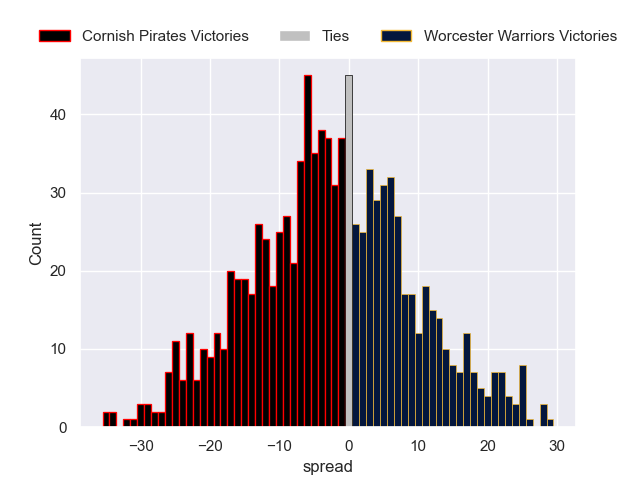 Cornish Pirates Victories Ties Worcester Warriors Victories
40
30
20
10
0
Count
−30 −20 −10 0 10 20 30
spread